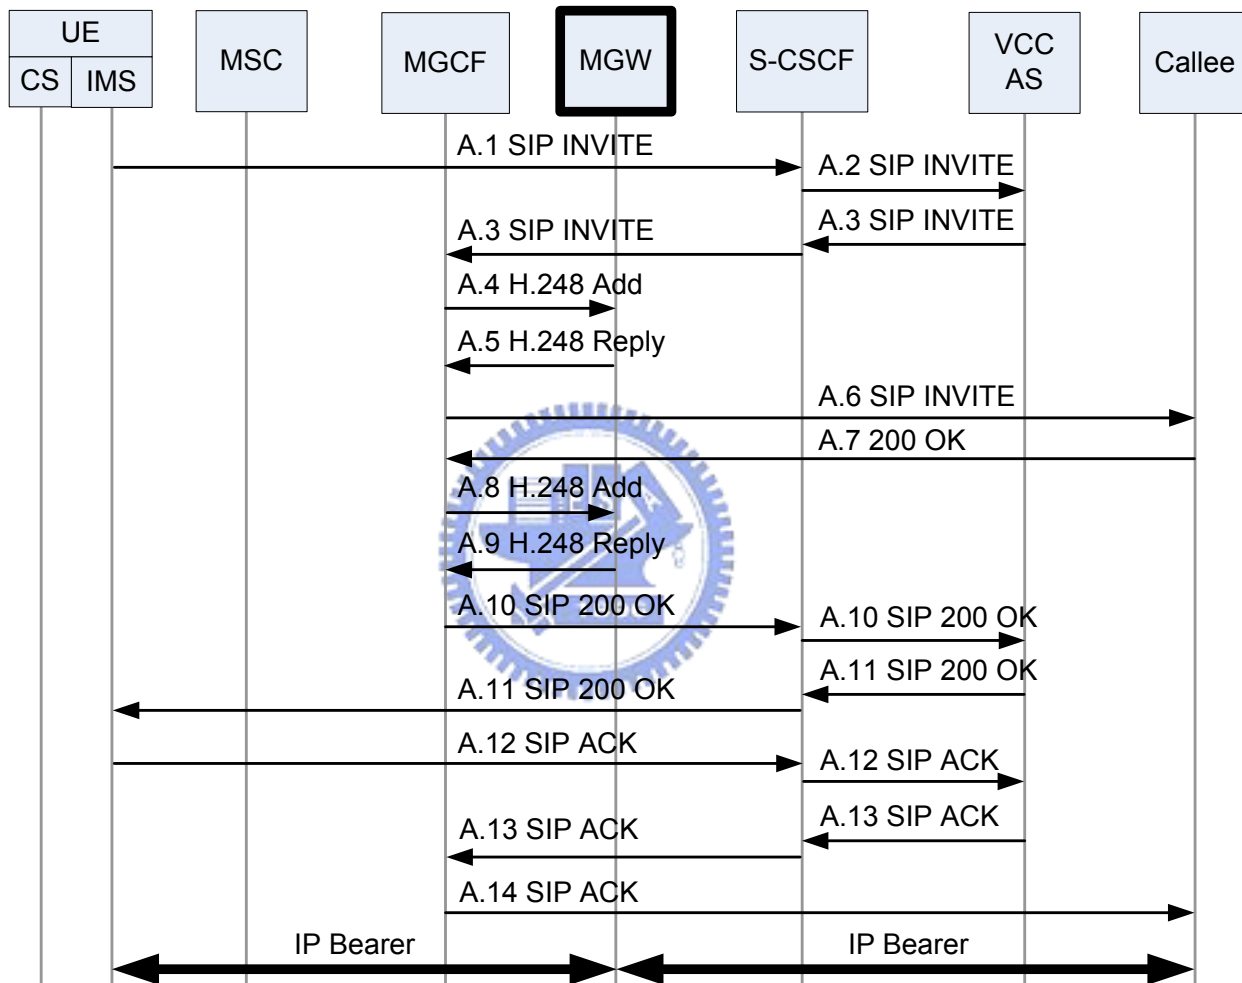 UE
CS
IMS
MSC
MGCF
MGW
S-CSCF
VCC
AS
Callee
A.1 SIP INVITE
A.2 SIP INVITE
A.3 SIP INVITE
A.3 SIP INVITE
A.4 H.248 Add
A.5 H.248 Reply
A.6 SIP INVITE
A.7 200 OK
A.8 H.248 Add
A.9 H.248 Reply
A.10 SIP 200 OK
A.10 SIP 200 OK
A.11 SIP 200 OK
A.11 SIP 200 OK
A.12 SIP ACK
A.12 SIP ACK
A.13 SIP ACK
A.13 SIP ACK
A.14 SIP ACK
IP Bearer
IP Bearer